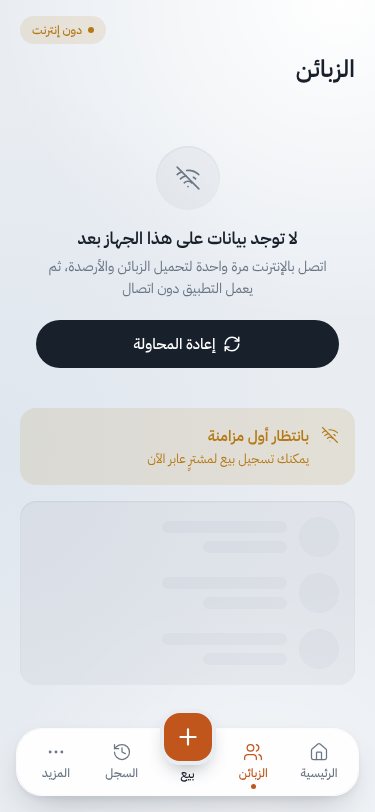 دون إنترنت
الزبائن
لا توجد بيانات على هذا الجهاز بعد
اتصل بالإنترنت مرة واحدة لتحميل الزبائن والأرصدة، ثم
يعمل التطبيق دون اتصال
إعادة المحاولة
بانتظار أول مزامنة
يمكنك تسجيل بيع لمشترٍ عابر الآن
الرئيسية
الزبائن
بيع
السجل
المزيد